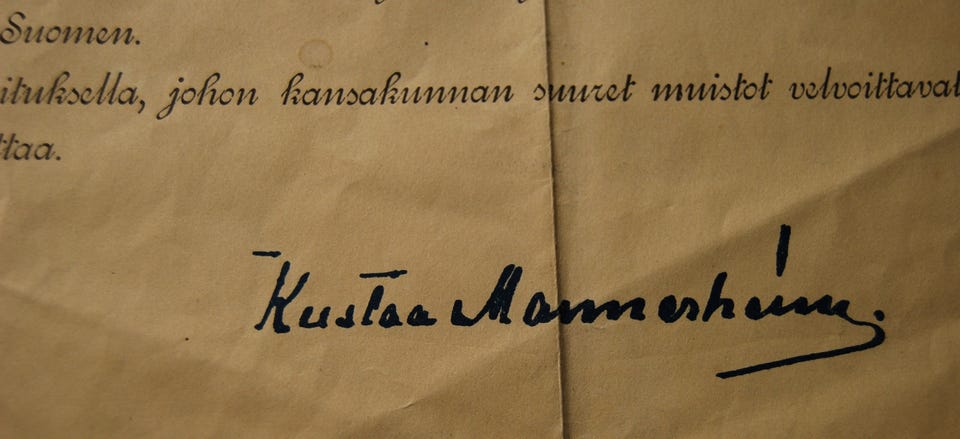 Suomen.
ituksella, johon kansakunnan suuret muistot velvoittavat
ttaa.
Kustaa Mannerheim.